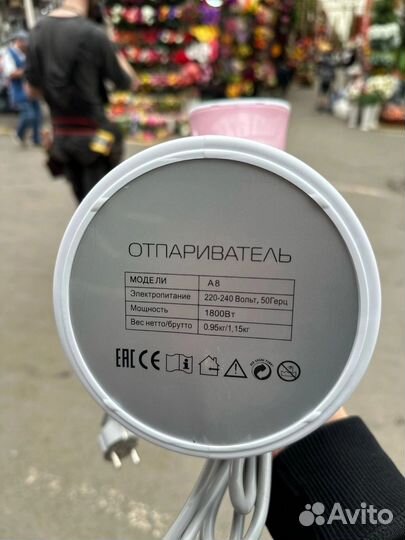 ОТПАРИВАТЕЛЬ
МОДЕЛИ A8
Электропитание 220-240 Вольт, 50Герц
Мощность 1800Вт
Вес нетто/брутто 0.95кг/1,15кг
EAC CE
Avito